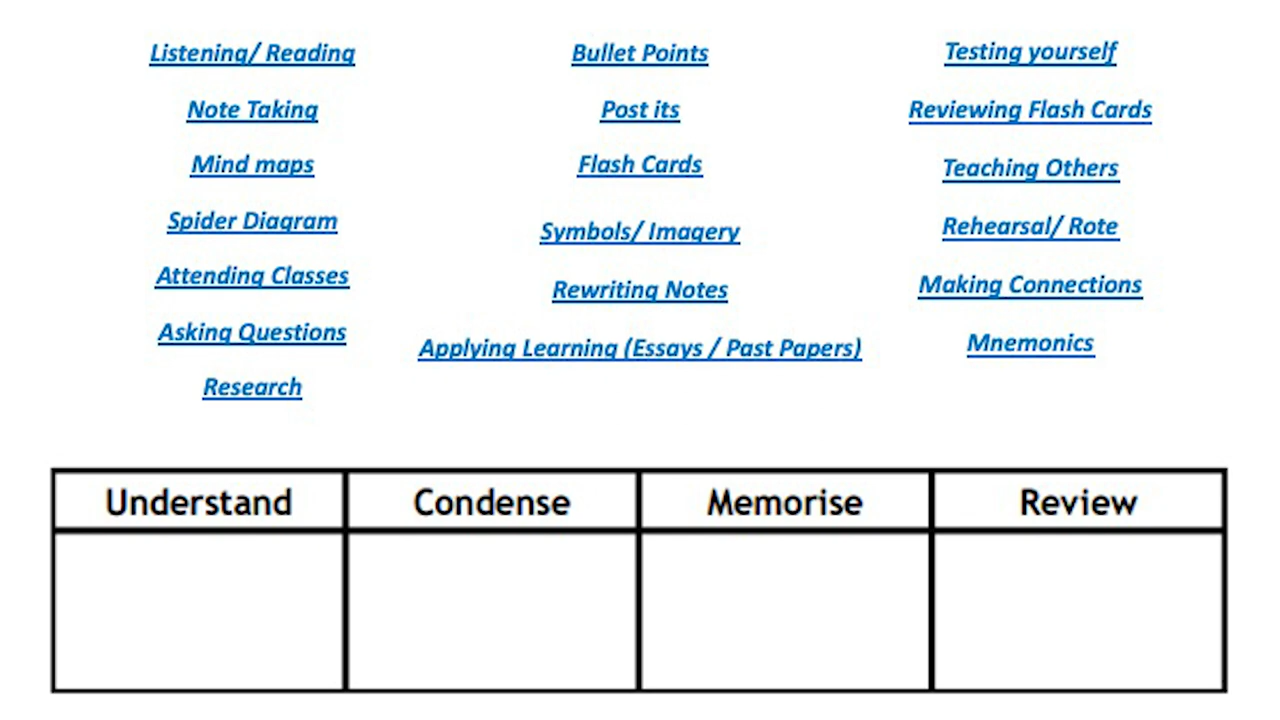 Listening/ Reading
Note Taking
Mind maps
Spider Diagram
Attending Classes
Asking Questions
Research
Bullet Points
Post its
Flash Cards
Symbols/ Imagery
Rewriting Notes
Applying Learning (Essays / Past Papers)
Testing yourself
Reviewing Flash Cards
Teaching Others
Rehearsal/ Rote
Making Connections
Mnemonics
Understand Condense Memorise Review